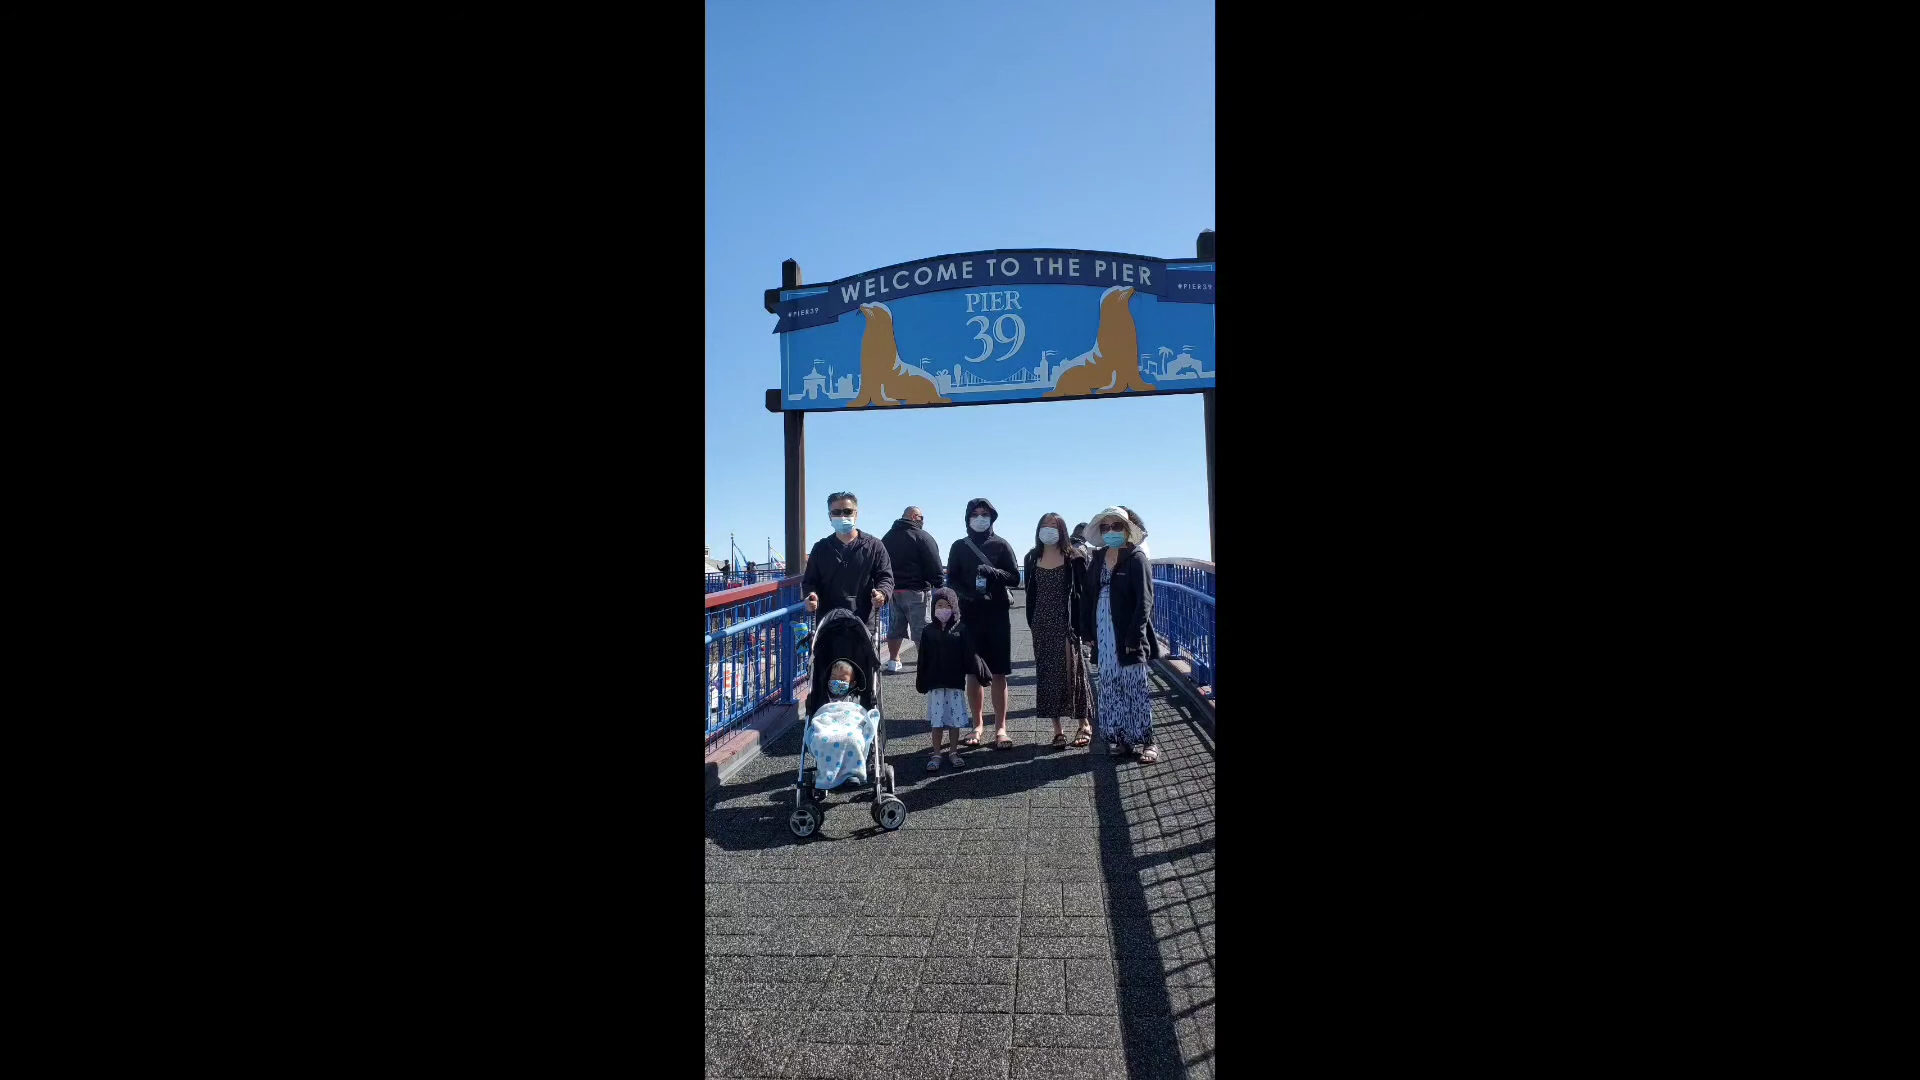 WELCOME TO THE PIER
#PIER39
PIER
39
#PIER39